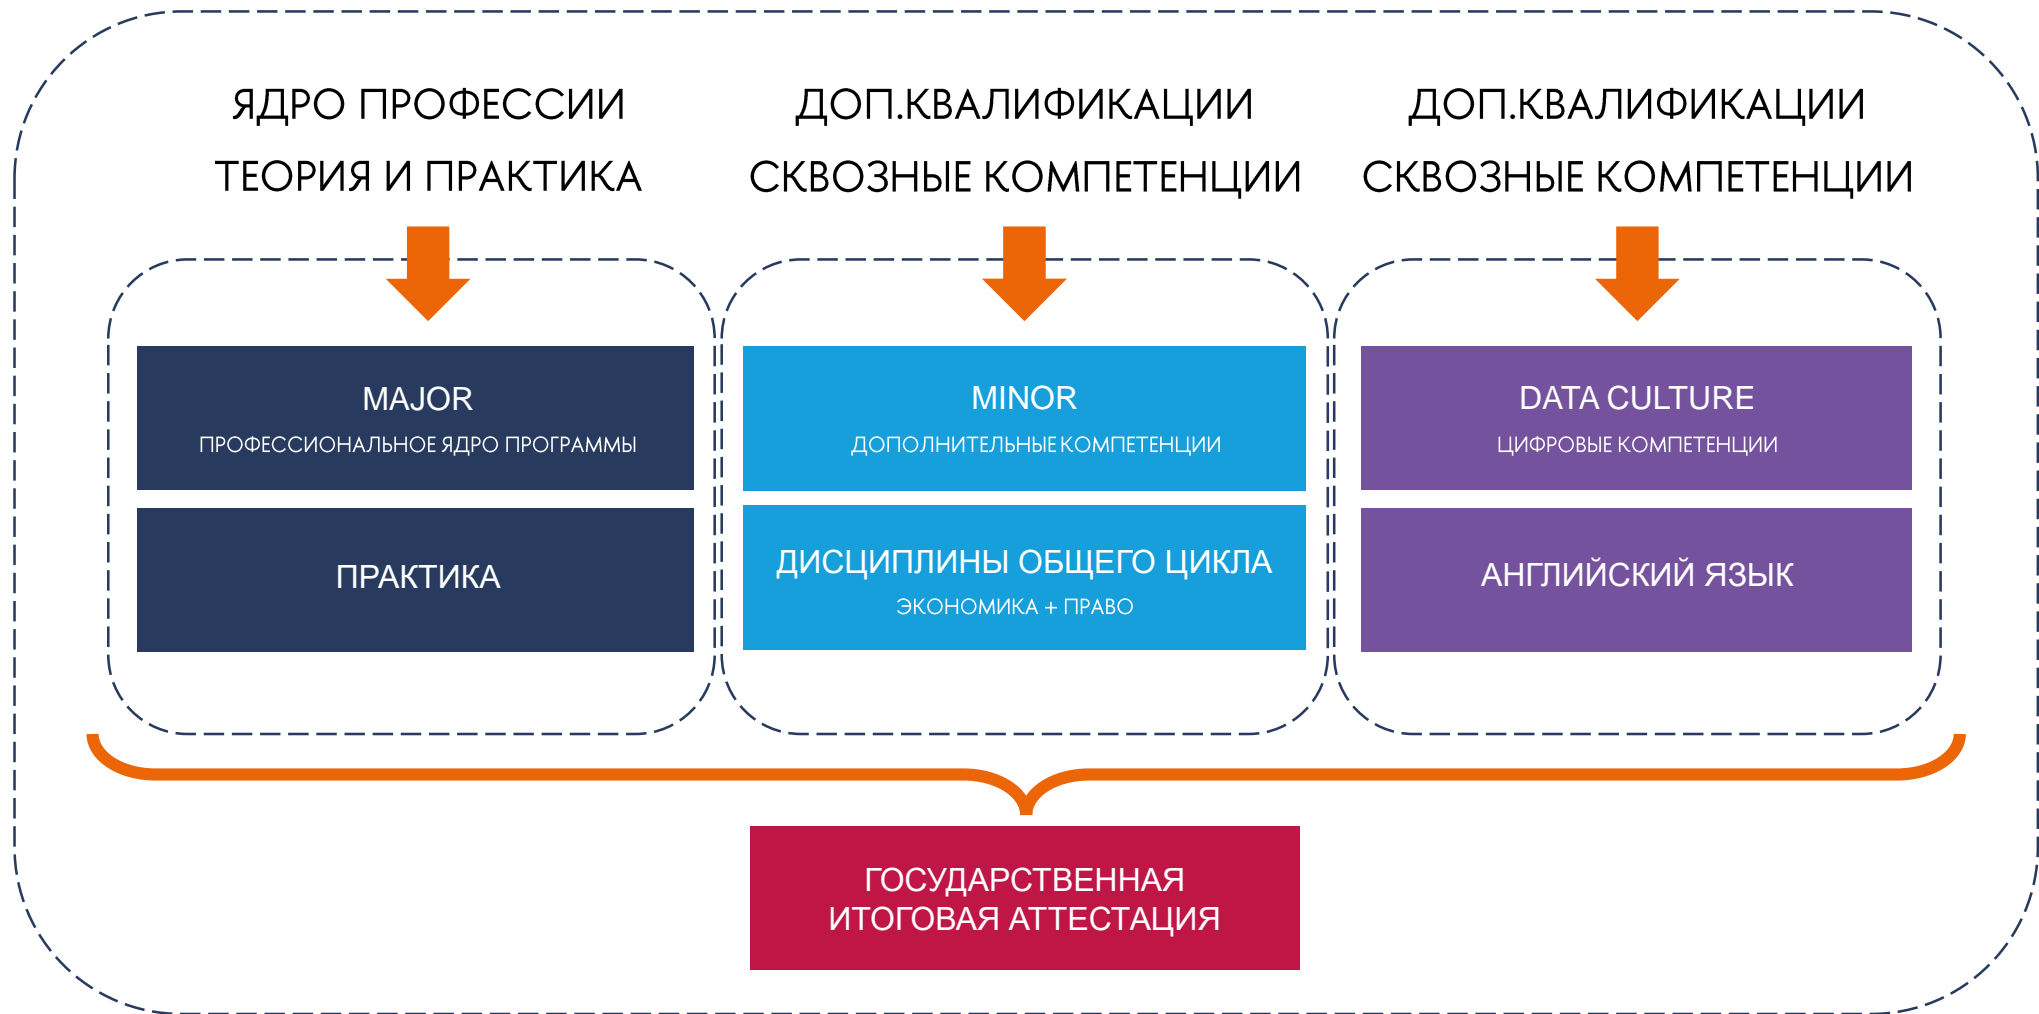 ЯДРО ПРОФЕССИИ
ТЕОРИЯ И ПРАКТИКА
ДОП.КВАЛИФИКАЦИИ
СКВОЗНЫЕ КОМПЕТЕНЦИИ
ДОП.КВАЛИФИКАЦИИ
СКВОЗНЫЕ КОМПЕТЕНЦИИ
MAJOR
ПРОФЕССИОНАЛЬНОЕ ЯДРО ПРОГРАММЫ
ПРАКТИКА
MINOR
ДОПОЛНИТЕЛЬНЫЕ КОМПЕТЕНЦИИ
ДИСЦИПЛИНЫ ОБЩЕГО ЦИКЛА
ЭКОНОМИКА + ПРАВО
DATA CULTURE
ЦИФРОВЫЕ КОМПЕТЕНЦИИ
АНГЛИЙСКИЙ ЯЗЫК
ГОСУДАРСТВЕННАЯ
ИТОГОВАЯ АТТЕСТАЦИЯ